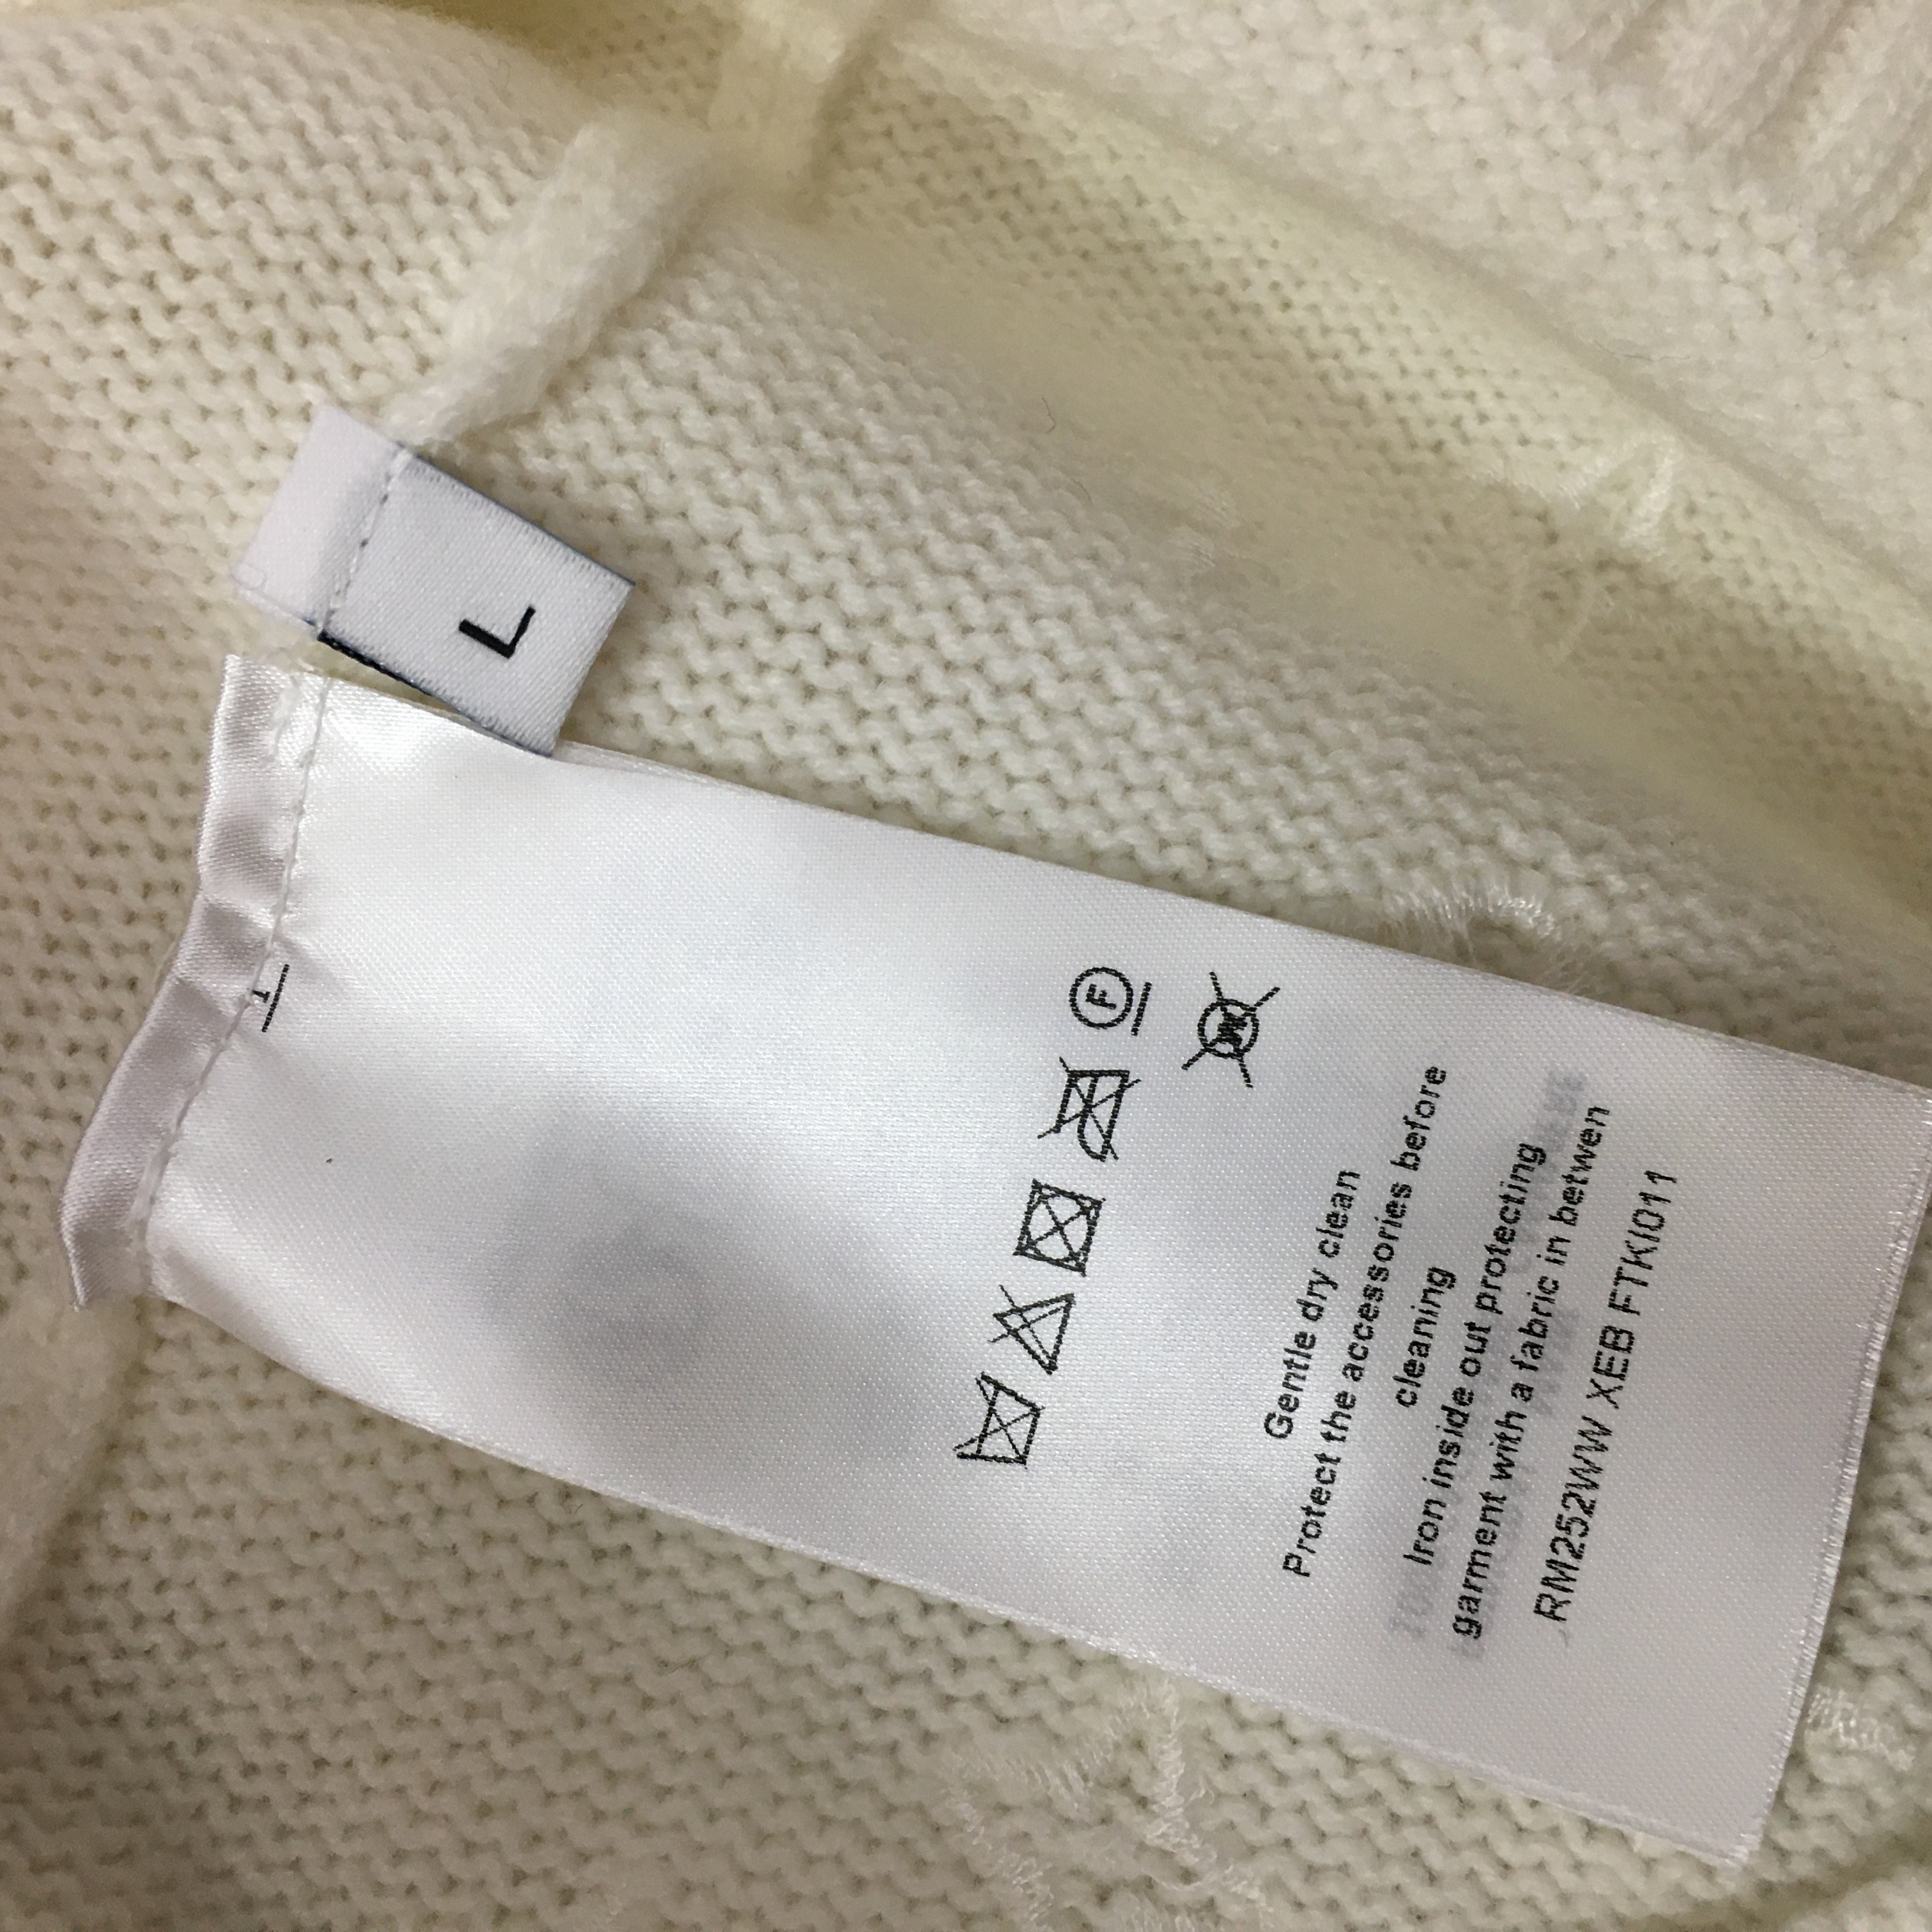 L
T
F
W
Gentle dry clean
Protect the accessories before
cleaning
Iron inside out protecting
garment with a fabric in betwen
RM252WW XEB FTKI011